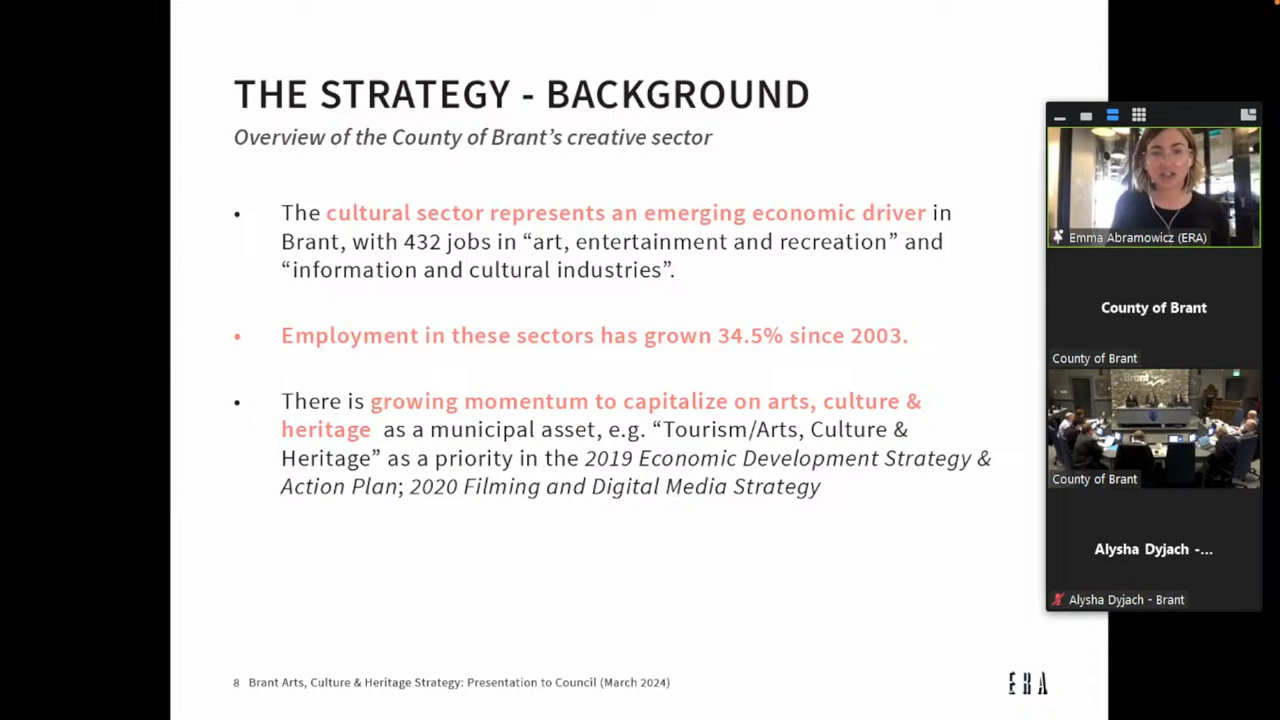 THE STRATEGY - BACKGROUND
Overview of the County of Brant's creative sector
• The cultural sector represents an emerging economic driver in
Brant, with 432 jobs in “art, entertainment and recreation” and
“information and cultural industries”.
• Employment in these sectors has grown 34.5% since 2003.
• There is growing momentum to capitalize on arts, culture &
heritage as a municipal asset, e.g. “Tourism/Arts, Culture &
Heritage” as a priority in the 2019 Economic Development Strategy &
Action Plan; 2020 Filming and Digital Media Strategy
8 Brant Arts, Culture & Heritage Strategy: Presentation to Council (March 2024)
ERA
Emma Abramowicz (ERA)
County of Brant
County of Brant
Brant
County of Brant
Alysha Dyjach -...
Alysha Dyjach - Brant